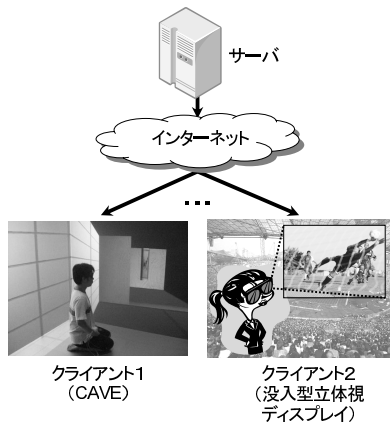 サーバ
インターネット
...
クライアント1
(CAVE)
クライアント2
(没入型立体視
ディスプレイ)